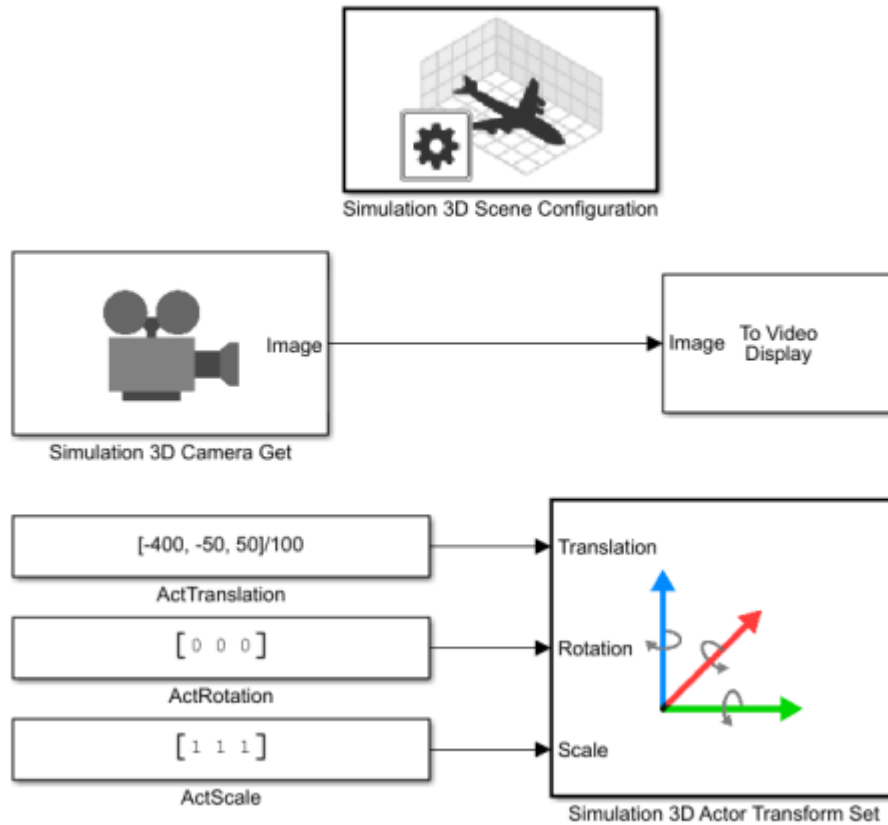 Simulation 3D Scene Configuration
Image
Image
To Video
Display
Simulation 3D Camera Get
[-400, -50, 50]/100
ActTranslation
[0 0 0]
ActRotation
[1 1 1]
ActScale
Translation
Rotation
Scale
Simulation 3D Actor Transform Set